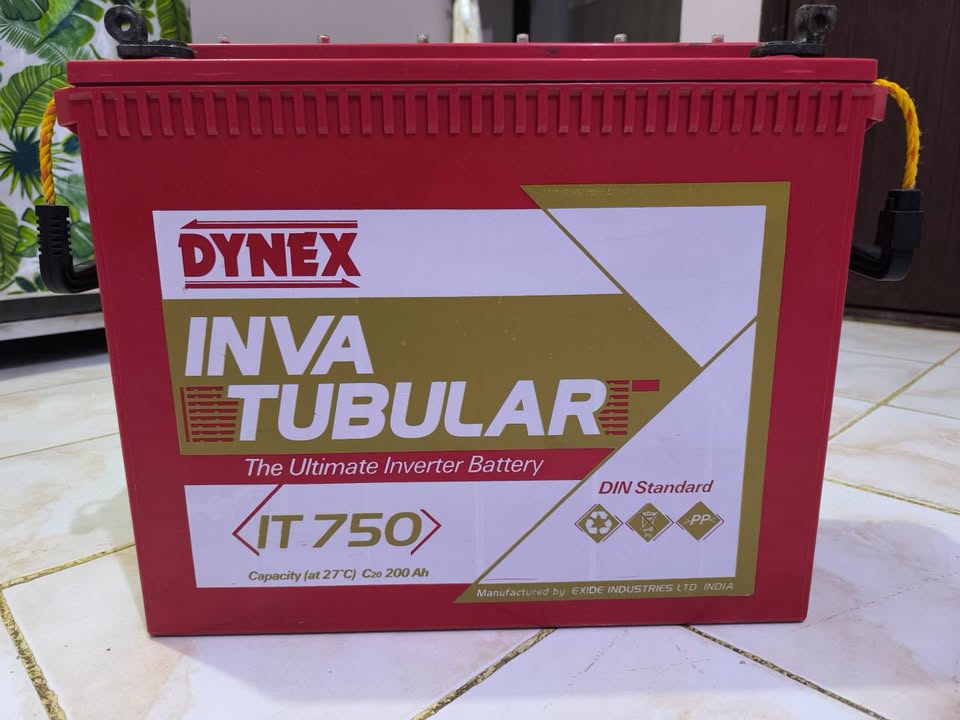 DYNEX
INVA
TUBULAR
The Ultimate Inverter Battery
DIN Standard
IT 750
PP
Capacity (at 27°C) C20 200 Ah
Manufactured by EXIDE INDUSTRIES LTD INDIA